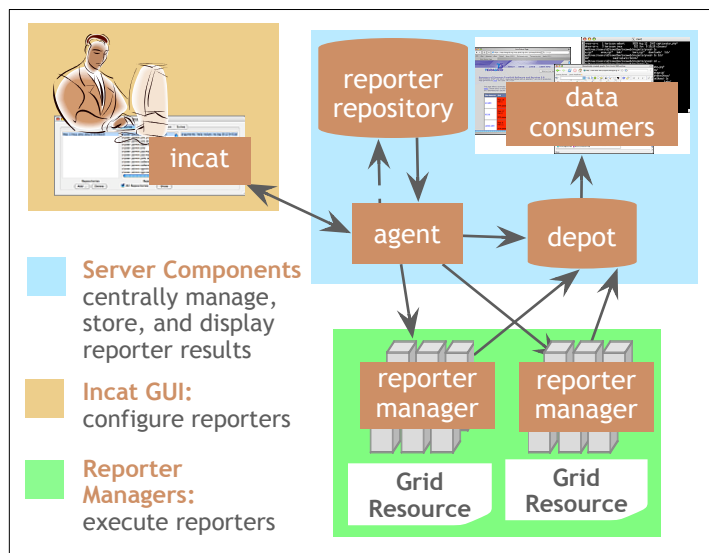 reporter
repository
data
consumers
incat
agent
depot
Server Components
centrally manage,
store, and display
reporter results
Incat GUI:
configure reporters
Reporter
Managers:
execute reporters
reporter
manager
reporter
manager
Grid
Resource
Grid
Resource